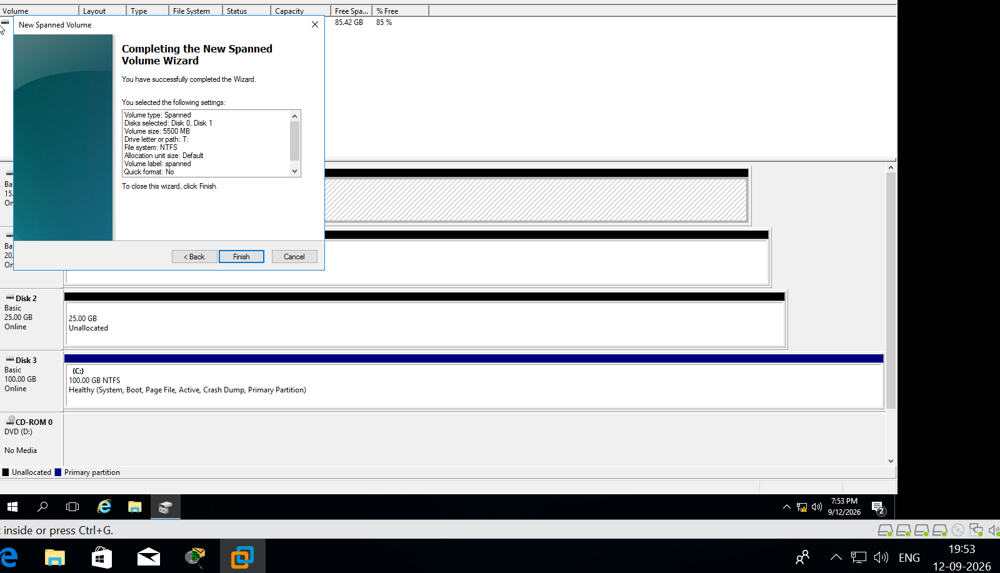 Volume Layout Type File System Status Capacity Free Spa... % Free
85.42 GB 85 %
New Spanned Volume
Completing the New Spanned
Volume Wizard
You have successfully completed the Wizard.
You selected the following settings:
Volume type: Spanned
Disks selected: Disk 0, Disk 1
Volume size: 5500 MB
Drive letter or path: T:
File system: NTFS
Allocation unit size: Default
Volume label: spanned
Quick format: No
To close this wizard, click Finish.
< Back Finish Cancel
Ba
15.
On
Ba
20.
On
Disk 2
Basic
25.00 GB
Online
25.00 GB
Unallocated
Disk 3
Basic
100.00 GB
Online
(C:)
100.00 GB NTFS
Healthy (System, Boot, Page File, Active, Crash Dump, Primary Partition)
CD-ROM 0
DVD (D:)
No Media
Unallocated Primary partition
7:53 PM
9/12/2026
2
inside or press Ctrl+G.
ENG
19:53
12-09-2026